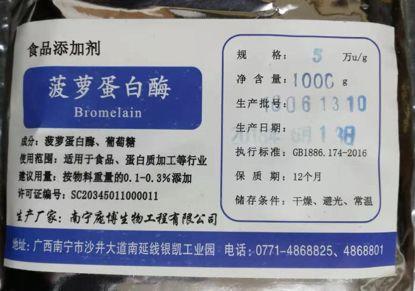 食品添加剂
菠萝蛋白酶
Bromelain
成分：菠萝蛋白酶、葡萄糖
使用范围：适用于食品、蛋白质加工等行业
建议用量：按物料重量的0.1-0.3%添加
许可证编号：SC20345011000011
生产厂家：南宁庞博生物工程有限公司
规格：5万u/g
净含量：1000g
生产批号：
生产日期：
执行标准：GB1886.174-2016
保质期：12个月
储存条件：干燥、避光、常温
地址：广西南宁市沙井大道南延线银凯工业园 电话：0771-4868825、4868801